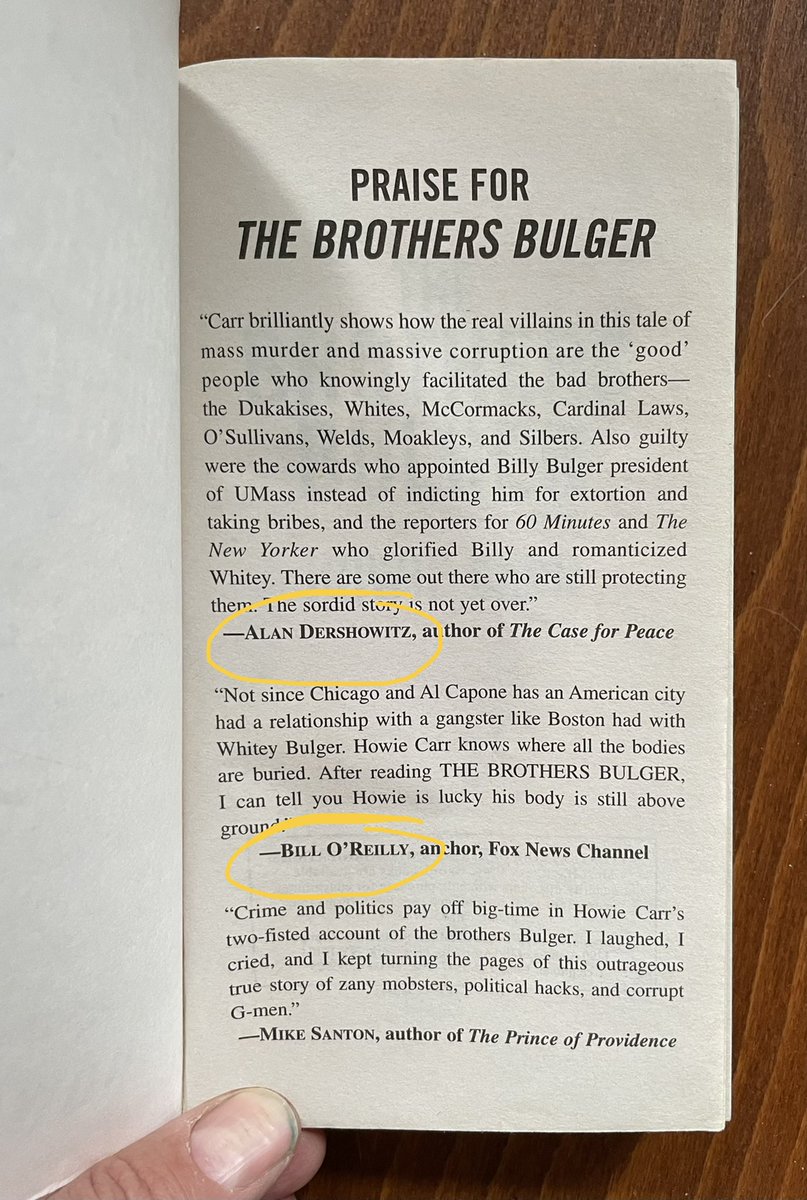 PRAISE FOR
THE BROTHERS BULGER
“Carr brilliantly shows how the real villains in this tale of
mass murder and massive corruption are the ‘good’
people who knowingly facilitated the bad brothers—
the Dukakises, Whites, McCormacks, Cardinal Laws,
O’Sullivans, Welds, Moakleys, and Silbers. Also guilty
were the cowards who appointed Billy Bulger president
of UMass instead of indicting him for extortion and
taking bribes, and the reporters for 60 Minutes and The
New Yorker who glorified Billy and romanticized
Whitey. There are some out there who are still protecting
them. The sordid story is not yet over.”
—ALAN DERSHOWITZ, author of The Case for Peace
“Not since Chicago and Al Capone has an American city
had a relationship with a gangster like Boston had with
Whitey Bulger. Howie Carr knows where all the bodies
are buried. After reading THE BROTHERS BULGER,
I can tell you Howie is lucky his body is still above
ground.”
—BILL O’REILLY, anchor, Fox News Channel
“Crime and politics pay off big-time in Howie Carr’s
two-fisted account of the brothers Bulger. I laughed, I
cried, and I kept turning the pages of this outrageous
true story of zany mobsters, political hacks, and corrupt
G-men.”
—MIKE SANTON, author of The Prince of Providence